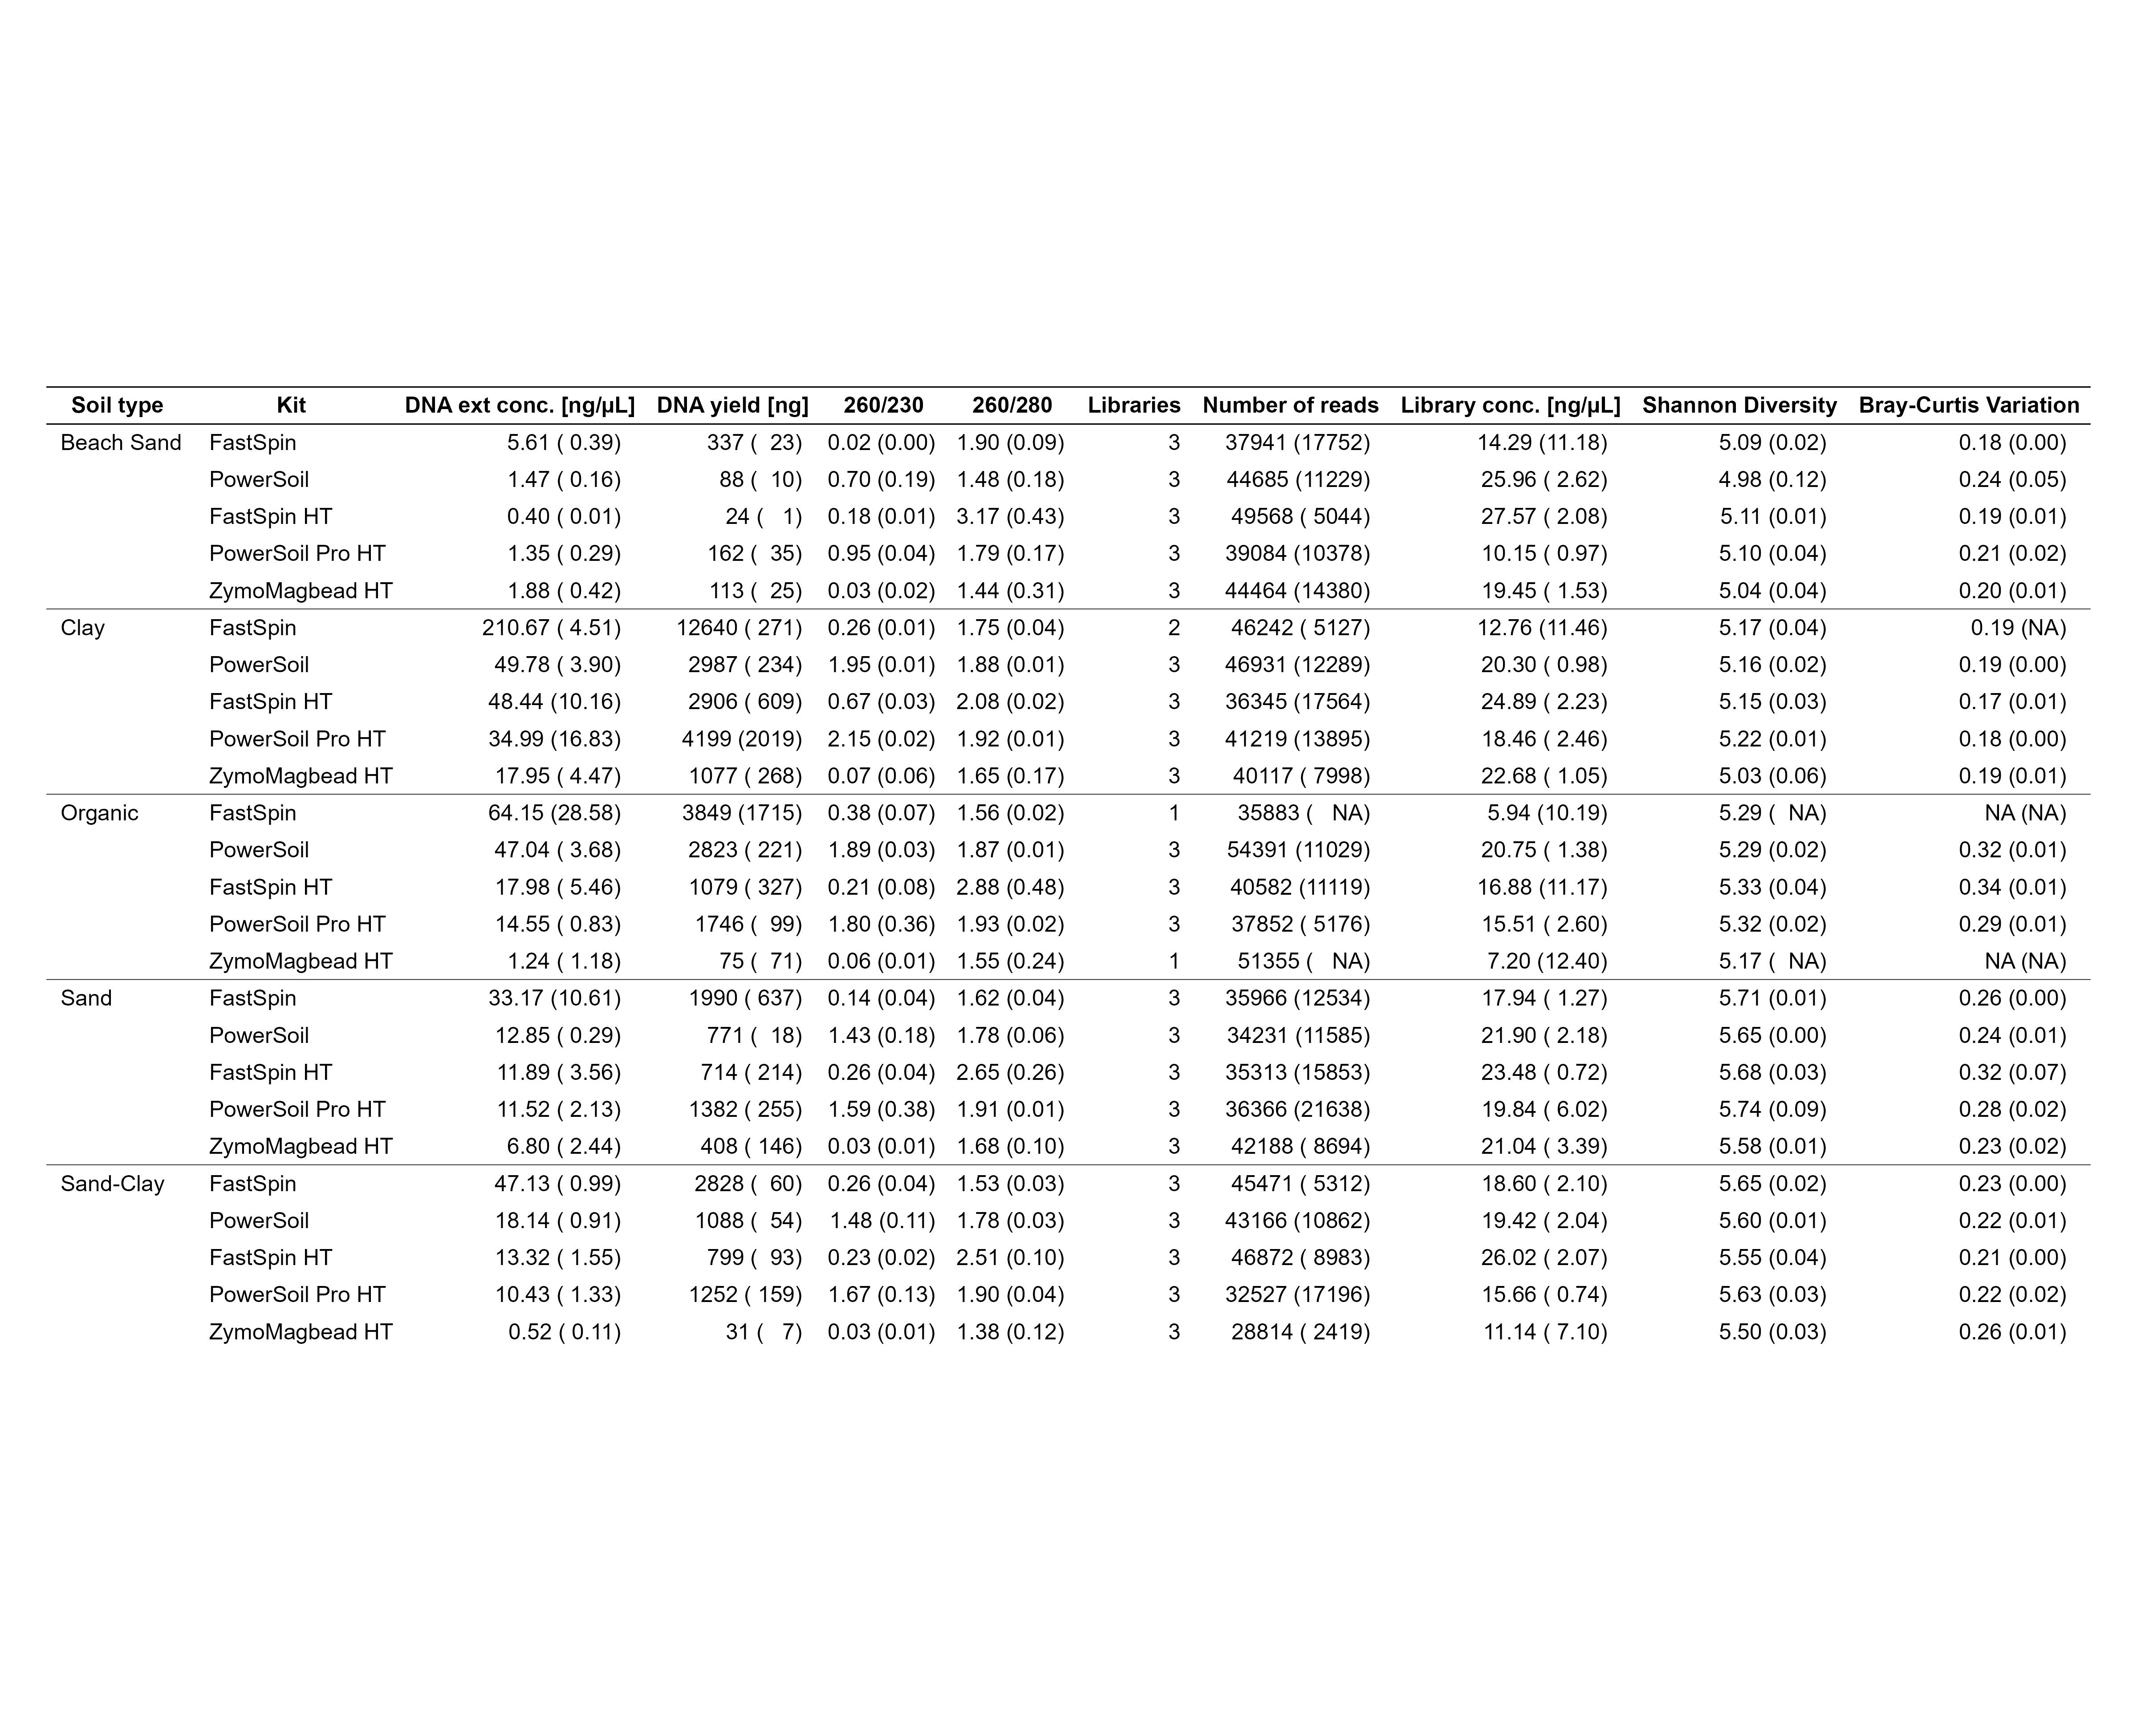 Soil type Kit DNA ext conc. [ng/µL] DNA yield [ng] 260/230 260/280 Libraries Number of reads Library conc. [ng/µL] Shannon Diversity Bray-Curtis Variation
Beach Sand FastSpin 5.61 ( 0.39) 337 ( 23) 0.02 (0.00) 1.90 (0.09) 3 37941 (17752) 14.29 (11.18) 5.09 (0.02) 0.18 (0.00)
PowerSoil 1.47 ( 0.16) 88 ( 10) 0.70 (0.19) 1.48 (0.18) 3 44685 (11229) 25.96 ( 2.62) 4.98 (0.12) 0.24 (0.05)
FastSpin HT 0.40 ( 0.01) 24 ( 1) 0.18 (0.01) 3.17 (0.43) 3 49568 ( 5044) 27.57 ( 2.08) 5.11 (0.01) 0.19 (0.01)
PowerSoil Pro HT 1.35 ( 0.29) 162 ( 35) 0.95 (0.04) 1.79 (0.17) 3 39084 (10378) 10.15 ( 0.97) 5.10 (0.04) 0.21 (0.02)
ZymoMagbead HT 1.88 ( 0.42) 113 ( 25) 0.03 (0.02) 1.44 (0.31) 3 44464 (14380) 19.45 ( 1.53) 5.04 (0.04) 0.20 (0.01)
Clay FastSpin 210.67 ( 4.51) 12640 ( 271) 0.26 (0.01) 1.75 (0.04) 2 46242 ( 5127) 12.76 (11.46) 5.17 (0.04) 0.19 (NA)
PowerSoil 49.78 ( 3.90) 2987 ( 234) 1.95 (0.01) 1.88 (0.01) 3 46931 (12289) 20.30 ( 0.98) 5.16 (0.02) 0.19 (0.00)
FastSpin HT 48.44 (10.16) 2906 ( 609) 0.67 (0.03) 2.08 (0.02) 3 36345 (17564) 24.89 ( 2.23) 5.15 (0.03) 0.17 (0.01)
PowerSoil Pro HT 34.99 (16.83) 4199 (2019) 2.15 (0.02) 1.92 (0.01) 3 41219 (13895) 18.46 ( 2.46) 5.22 (0.01) 0.18 (0.00)
ZymoMagbead HT 17.95 ( 4.47) 1077 ( 268) 0.07 (0.06) 1.65 (0.17) 3 40117 ( 7998) 22.68 ( 1.05) 5.03 (0.06) 0.19 (0.01)
Organic FastSpin 64.15 (28.58) 3849 (1715) 0.38 (0.07) 1.56 (0.02) 1 35883 ( NA) 5.94 (10.19) 5.29 ( NA) NA (NA)
PowerSoil 47.04 ( 3.68) 2823 ( 221) 1.89 (0.03) 1.87 (0.01) 3 54391 (11029) 20.75 ( 1.38) 5.29 (0.02) 0.32 (0.01)
FastSpin HT 17.98 ( 5.46) 1079 ( 327) 0.21 (0.08) 2.88 (0.48) 3 40582 (11119) 16.88 (11.17) 5.33 (0.04) 0.34 (0.01)
PowerSoil Pro HT 14.55 ( 0.83) 1746 ( 99) 1.80 (0.36) 1.93 (0.02) 3 37852 ( 5176) 15.51 ( 2.60) 5.32 (0.02) 0.29 (0.01)
ZymoMagbead HT 1.24 ( 1.18) 75 ( 71) 0.06 (0.01) 1.55 (0.24) 1 51355 ( NA) 7.20 (12.40) 5.17 ( NA) NA (NA)
Sand FastSpin 33.17 (10.61) 1990 ( 637) 0.14 (0.04) 1.62 (0.04) 3 35966 (12534) 17.94 ( 1.27) 5.71 (0.01) 0.26 (0.00)
PowerSoil 12.85 ( 0.29) 771 ( 18) 1.43 (0.18) 1.78 (0.06) 3 34231 (11585) 21.90 ( 2.18) 5.65 (0.00) 0.24 (0.01)
FastSpin HT 11.89 ( 3.56) 714 ( 214) 0.26 (0.04) 2.65 (0.26) 3 35313 (15853) 23.48 ( 0.72) 5.68 (0.03) 0.32 (0.07)
PowerSoil Pro HT 11.52 ( 2.13) 1382 ( 255) 1.59 (0.38) 1.91 (0.01) 3 36366 (21638) 19.84 ( 6.02) 5.74 (0.09) 0.28 (0.02)
ZymoMagbead HT 6.80 ( 2.44) 408 ( 146) 0.03 (0.01) 1.68 (0.10) 3 42188 ( 8694) 21.04 ( 3.39) 5.58 (0.01) 0.23 (0.02)
Sand-Clay FastSpin 47.13 ( 0.99) 2828 ( 60) 0.26 (0.04) 1.53 (0.03) 3 45471 ( 5312) 18.60 ( 2.10) 5.65 (0.02) 0.23 (0.00)
PowerSoil 18.14 ( 0.91) 1088 ( 54) 1.48 (0.11) 1.78 (0.03) 3 43166 (10862) 19.42 ( 2.04) 5.60 (0.01) 0.22 (0.01)
FastSpin HT 13.32 ( 1.55) 799 ( 93) 0.23 (0.02) 2.51 (0.10) 3 46872 ( 8983) 26.02 ( 2.07) 5.55 (0.04) 0.21 (0.00)
PowerSoil Pro HT 10.43 ( 1.33) 1252 ( 159) 1.67 (0.13) 1.90 (0.04) 3 32527 (17196) 15.66 ( 0.74) 5.63 (0.03) 0.22 (0.02)
ZymoMagbead HT 0.52 ( 0.11) 31 ( 7) 0.03 (0.01) 1.38 (0.12) 3 28814 ( 2419) 11.14 ( 7.10) 5.50 (0.03) 0.26 (0.01)